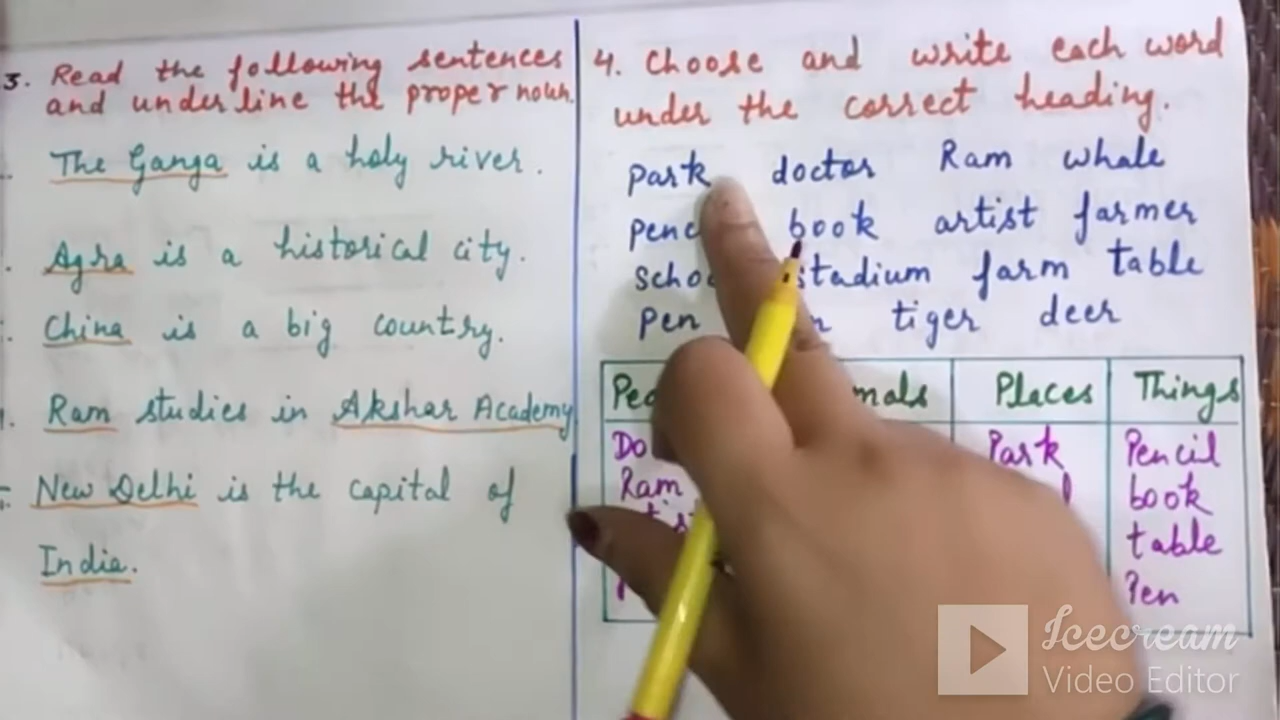 3. Read the following sentences
and underline the proper noun.
The Ganga is a holy river.
Agra is a historical city.
China is a big country.
Ram studies in Akshar Academy
New Delhi is the capital of
India.
4. Choose and write each word
under the correct heading.
Park doctor Ram whale
book artist farmer
stadium farm table
Pen tiger deer
Places Things
Park Pencil
Ram book
table
Pen
Icecream
Video Editor